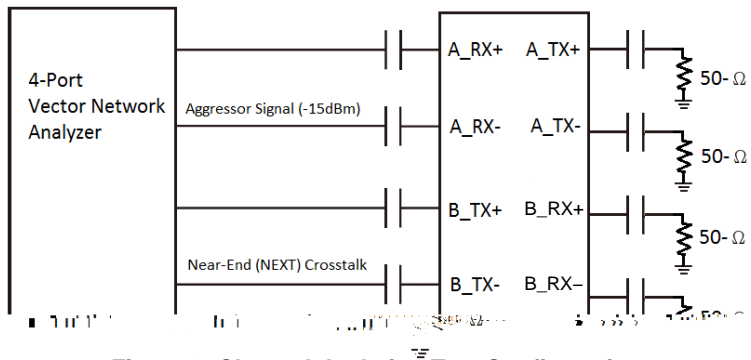 4-Port
Vector Network
Analyzer
Aggressor Signal (-15dBm)
Near-End (NEXT) Crosstalk
A_RX+ A_TX+
A_RX- A_TX-
B_TX+ B_RX+
B_TX- B_RX−
50- Ω
50- Ω
50- Ω